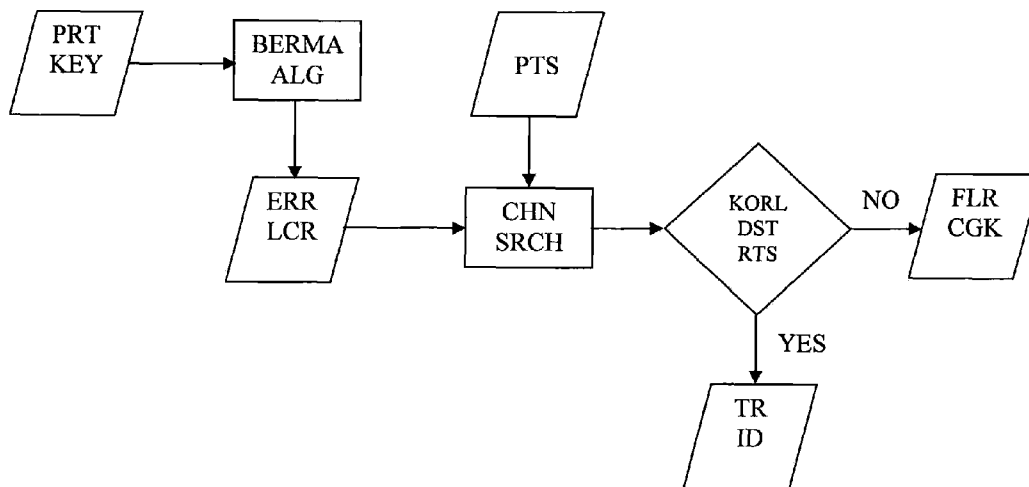 PRT
KEY
BERMA
ALG
PTS
ERR
LCR
CHN
SRCH
KORL
DST
RTS
NO
FLR
CGK
YES
TR
ID